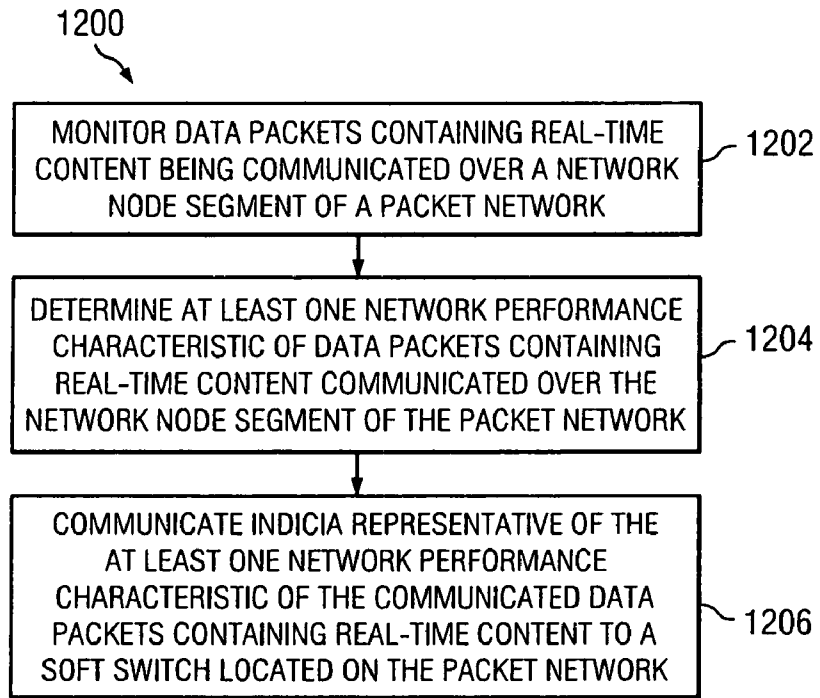 1200
MONITOR DATA PACKETS CONTAINING REAL-TIME
CONTENT BEING COMMUNICATED OVER A NETWORK
NODE SEGMENT OF A PACKET NETWORK
1202
DETERMINE AT LEAST ONE NETWORK PERFORMANCE
CHARACTERISTIC OF DATA PACKETS CONTAINING
REAL-TIME CONTENT COMMUNICATED OVER THE
NETWORK NODE SEGMENT OF THE PACKET NETWORK
1204
COMMUNICATE INDICIA REPRESENTATIVE OF THE
AT LEAST ONE NETWORK PERFORMANCE
CHARACTERISTIC OF THE COMMUNICATED DATA
PACKETS CONTAINING REAL-TIME CONTENT TO A
SOFT SWITCH LOCATED ON THE PACKET NETWORK
1206